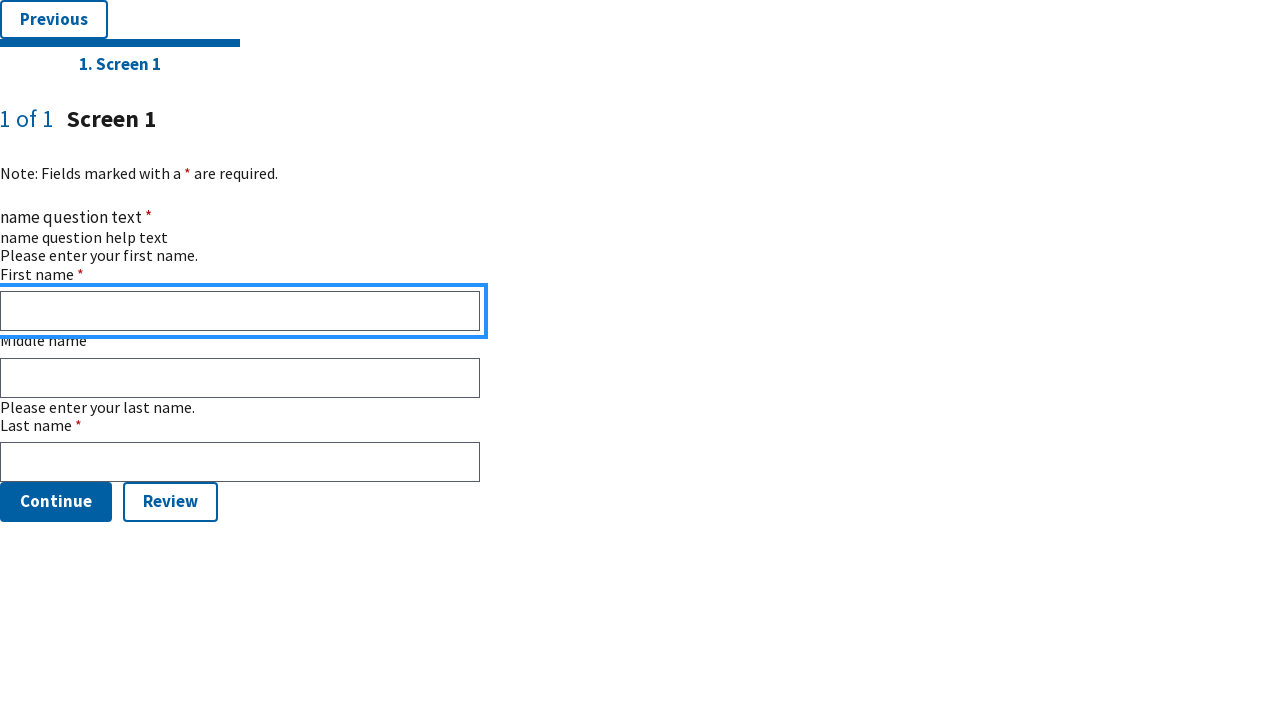 Previous
1. Screen 1
1 of 1 Screen 1
Note: Fields marked with a * are required.
name question text *
name question help text
Please enter your first name.
First name *
Middle name
Please enter your last name.
Last name *
Continue Review